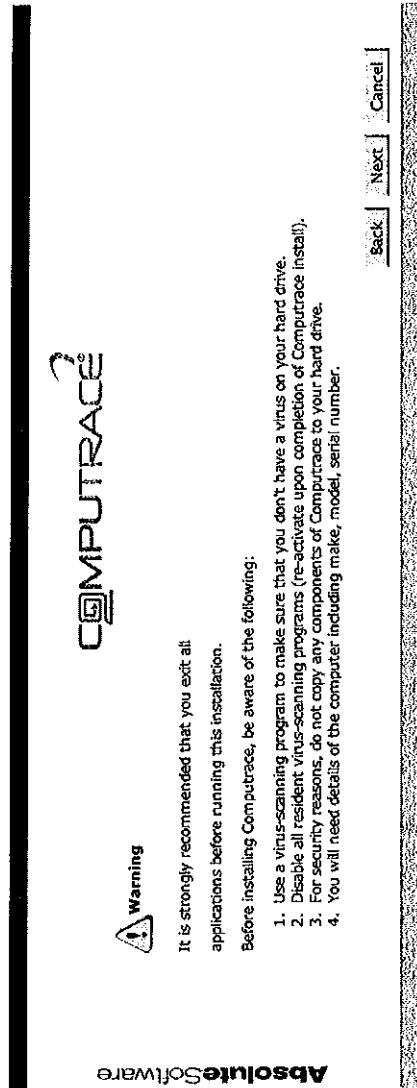 AbsoluteSoftware
COMPUTRACE
Warning
It is strongly recommended that you exit all
applications before running this installation.
Before installing Computrace, be aware of the following:
1. Use a virus-scanning program to make sure that you don't have a virus on your hard drive.
2. Disable all resident virus-scanning programs (re-activate upon completion of Computrace install).
3. For security reasons, do not copy any components of Computrace to your hard drive.
4. You will need details of the computer including make, model, serial number.
Back Next Cancel